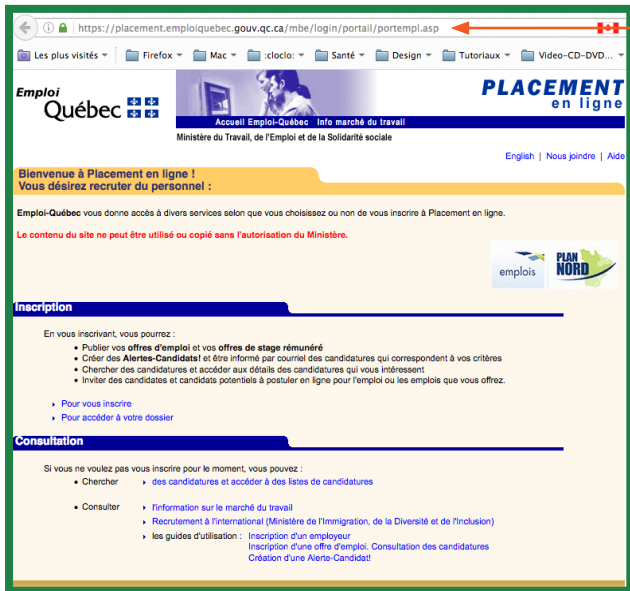 https://placement.emploiquebec.gouv.qc.ca/mbe/login/portail/portempl.asp
Les plus visités Firefox Mac :cloclo: Santé Design Tutoriaux Video-CD-DVD...
Emploi
Québec
PLACEMENT
en ligne
Accueil Emploi-Québec Info marché du travail
Ministère du Travail, de l'Emploi et de la Solidarité sociale
English | Nous joindre | Aide
Bienvenue à Placement en ligne !
Vous désirez recruter du personnel :
Emploi-Québec vous donne accès à divers services selon que vous choisissez ou non de vous inscrire à Placement en ligne.
Le contenu du site ne peut être utilisé ou copié sans l'autorisation du Ministère.
emplois PLAN NORD
Inscription
En vous inscrivant, vous pourrez :
• Publier vos offres d'emploi et vos offres de stage rémunéré
• Créer des Alertes-Candidats! et être informé par courriel des candidatures qui correspondent à vos critères
• Chercher des candidatures et accéder aux détails des candidatures qui vous intéressent
• Inviter des candidates et candidats potentiels à postuler en ligne pour l'emploi ou les emplois que vous offrez.
Pour vous inscrire
Pour accéder à votre dossier
Consultation
Si vous ne voulez pas vous inscrire pour le moment, vous pouvez :
• Chercher des candidatures et accéder à des listes de candidatures
• Consulter l'information sur le marché du travail
Recrutement à l'international (Ministère de l'Immigration, de la Diversité et de l'Inclusion)
les guides d'utilisation : Inscription d'un employeur
Inscription d'une offre d'emploi. Consultation des candidatures
Création d'une Alerte-Candidat!